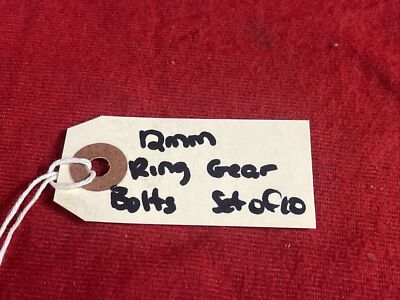 12mm
Ring Gear
Bolts Set of 10